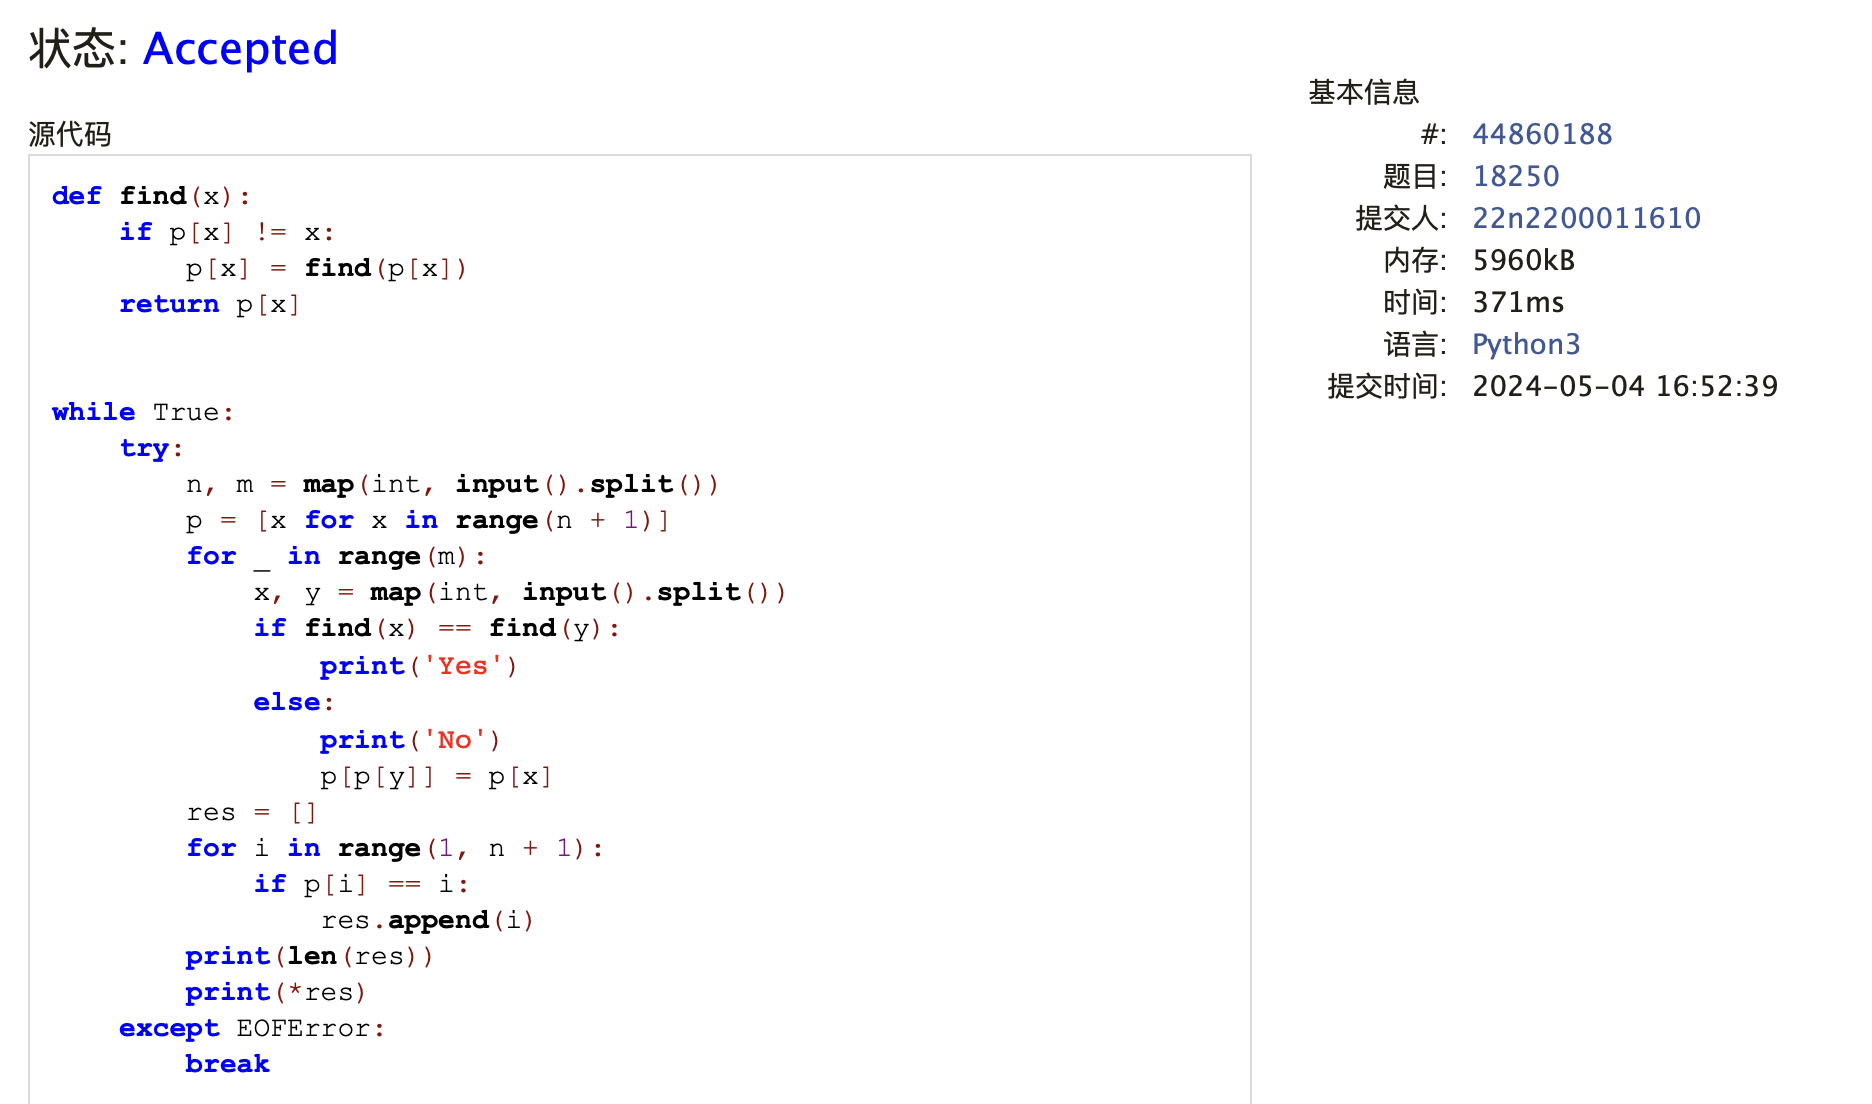 状态: Accepted
源代码
def find(x):
    if p[x] != x:
        p[x] = find(p[x])
    return p[x]


while True:
    try:
        n, m = map(int, input().split())
        p = [x for x in range(n + 1)]
        for _ in range(m):
            x, y = map(int, input().split())
            if find(x) == find(y):
                print('Yes')
            else:
                print('No')
                p[p[y]] = p[x]
        res = []
        for i in range(1, n + 1):
            if p[i] == i:
                res.append(i)
        print(len(res))
        print(*res)
    except EOFError:
        break
基本信息
#: 44860188
题目: 18250
提交人: 22n2200011610
内存: 5960kB
时间: 371ms
语言: Python3
提交时间: 2024-05-04 16:52:39